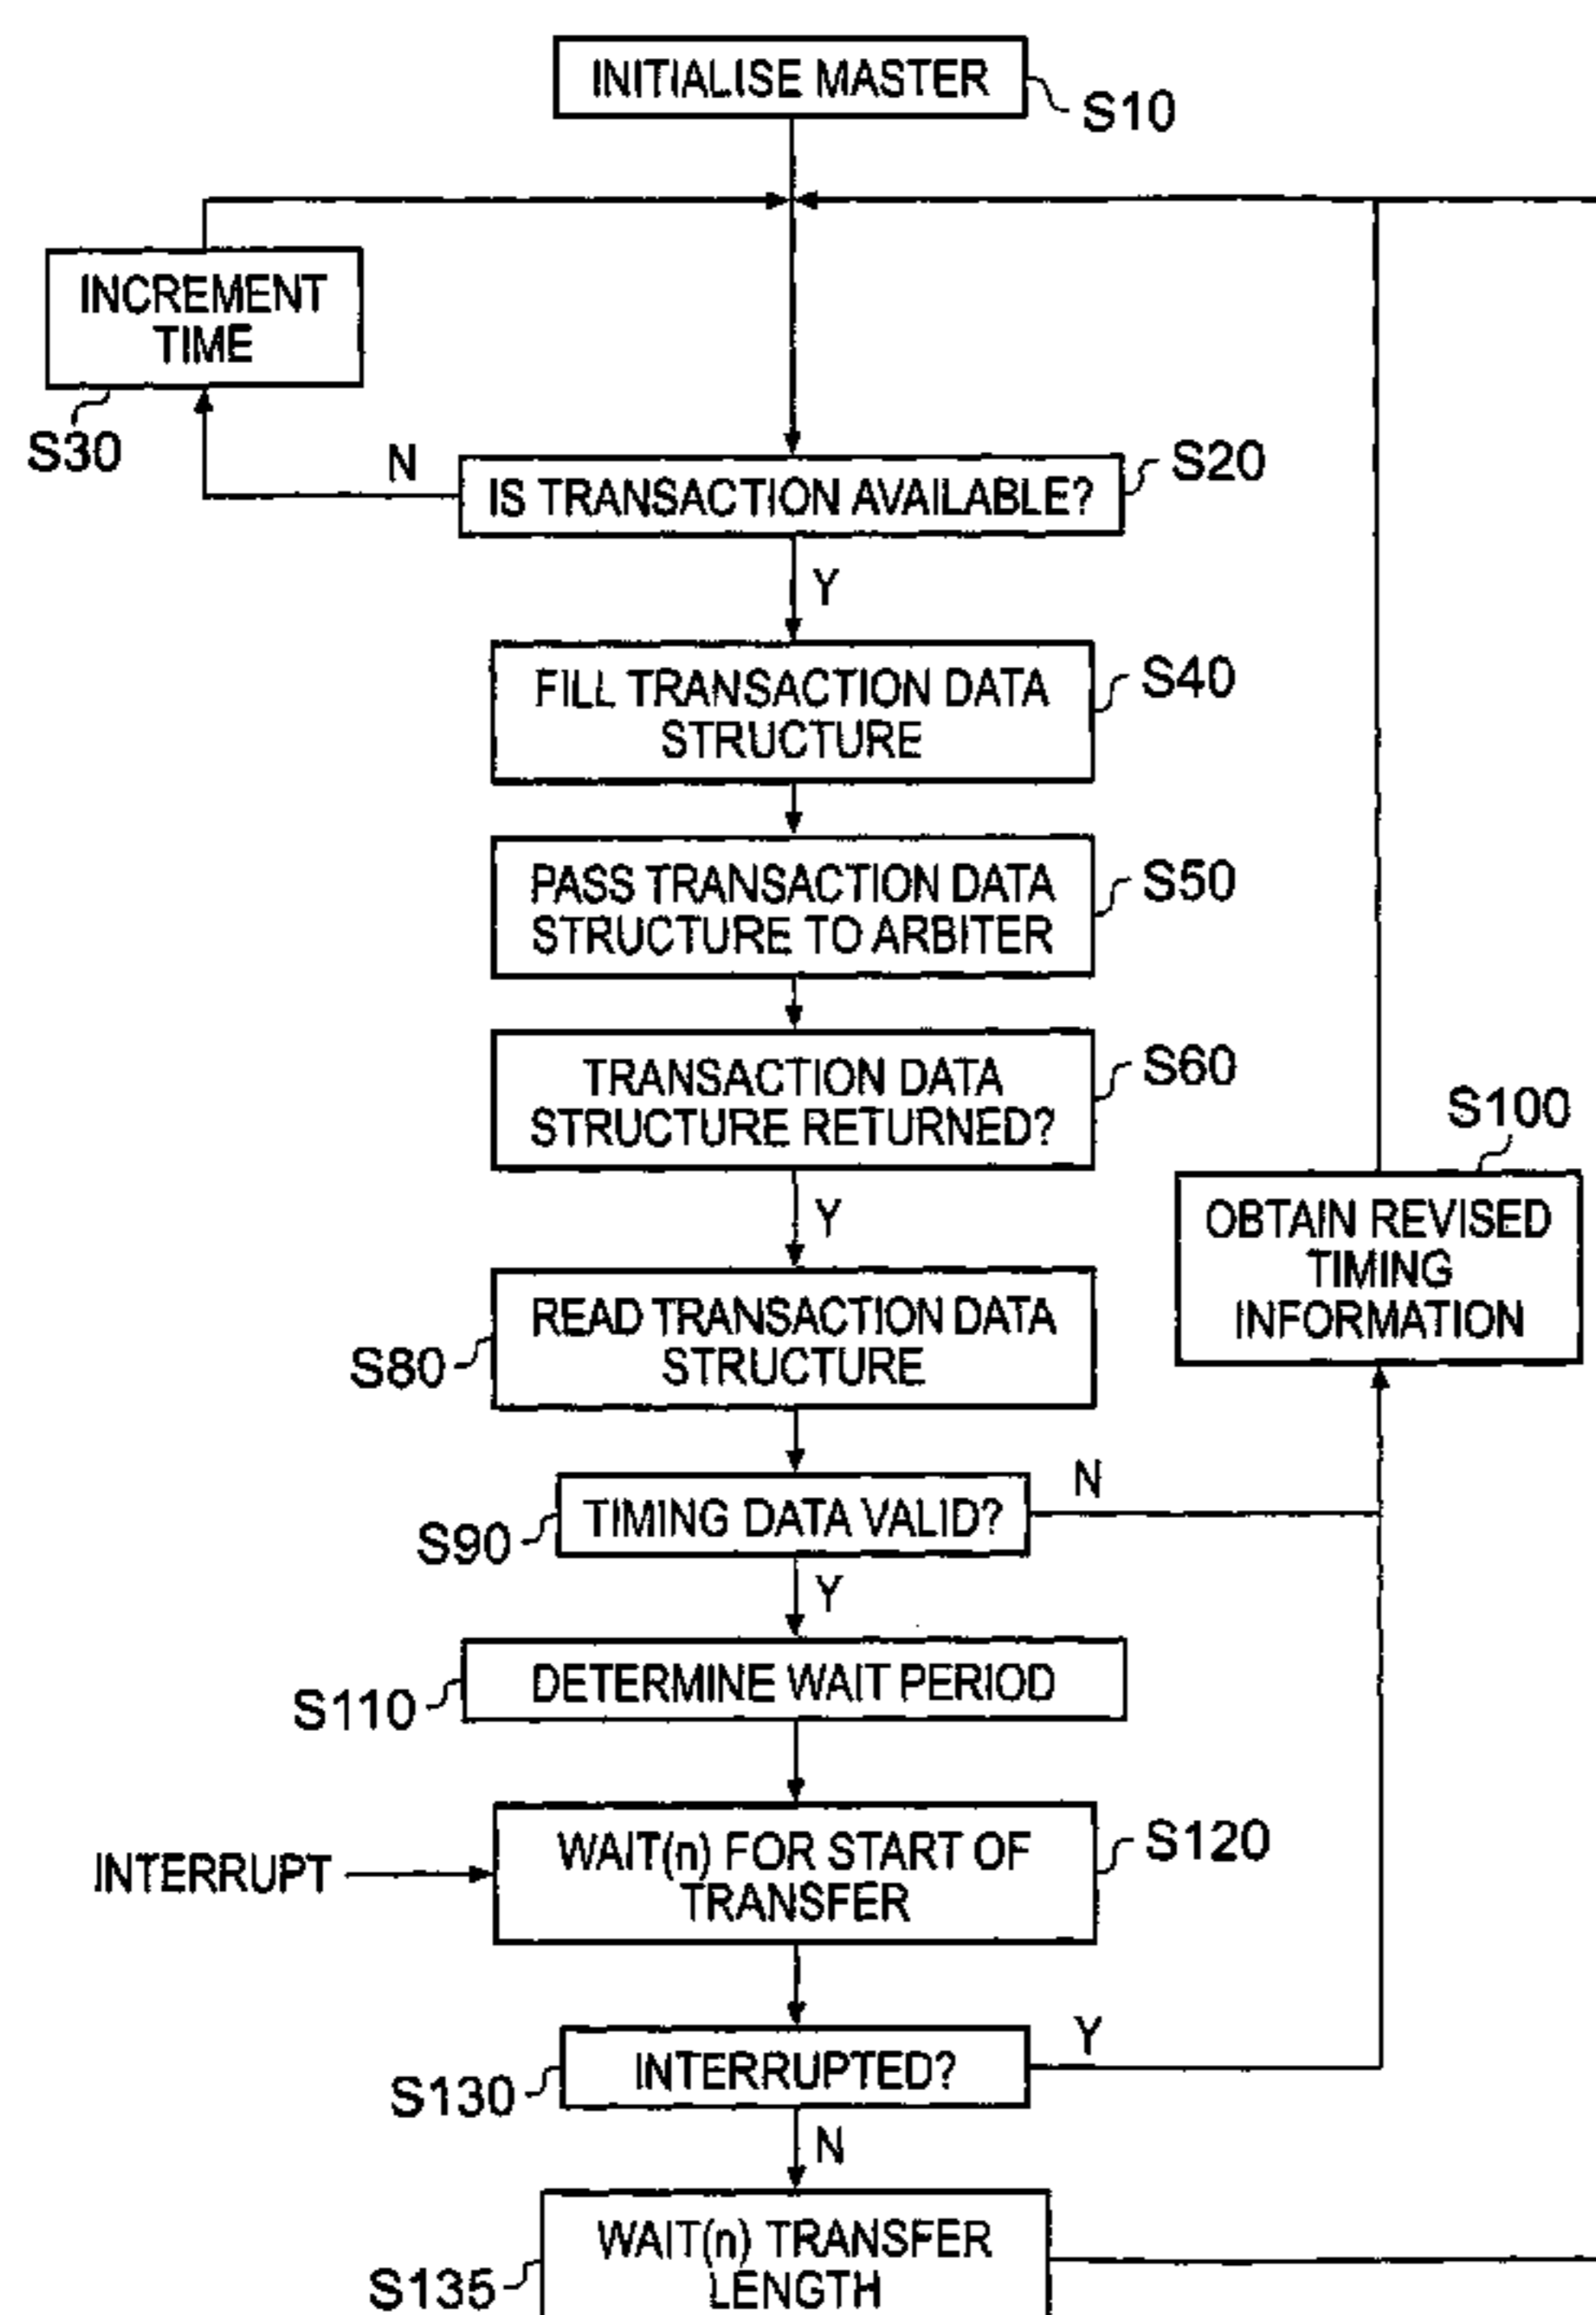 INITIALISE MASTER
S10
INCREMENT
TIME
S30
N
IS TRANSACTION AVAILABLE?
S20
Y
FILL TRANSACTION DATA
STRUCTURE
S40
PASS TRANSACTION DATA
STRUCTURE TO ARBITER
S50
TRANSACTION DATA
STRUCTURE RETURNED?
S60
Y
S100
OBTAIN REVISED
TIMING
INFORMATION
READ TRANSACTION DATA
STRUCTURE
S80
TIMING DATA VALID?
N
S90
Y
DETERMINE WAIT PERIOD
S110
WAIT(n) FOR START OF
TRANSFER
S120
INTERRUPT
INTERRUPTED?
Y
S130
N
WAIT(n) TRANSFER
LENGTH
S135